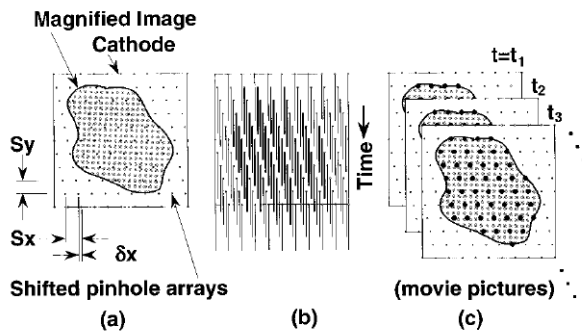 Magnified Image
Cathode
Sy
Sx
δx
Shifted pinhole arrays
(a)
Time
(b)
t=t1
t2
t3
(movie pictures)
(c)